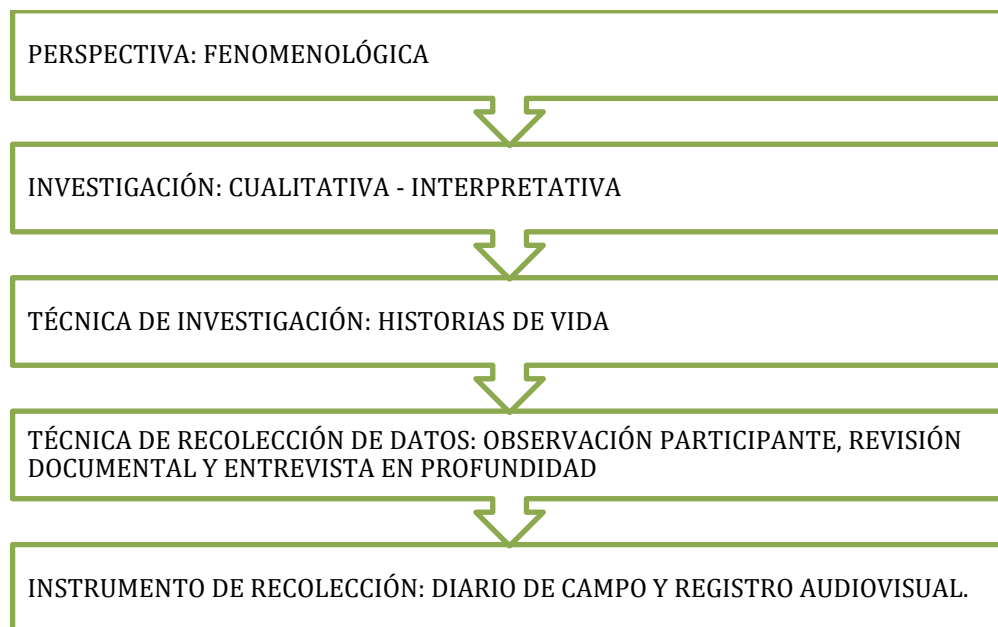 PERSPECTIVA: FENOMENOLÓGICA
INVESTIGACIÓN: CUALITATIVA - INTERPRETATIVA
TÉCNICA DE INVESTIGACIÓN: HISTORIAS DE VIDA
TÉCNICA DE RECOLECCIÓN DE DATOS: OBSERVACIÓN PARTICIPANTE, REVISIÓN
DOCUMENTAL Y ENTREVISTA EN PROFUNDIDAD
INSTRUMENTO DE RECOLECCIÓN: DIARIO DE CAMPO Y REGISTRO AUDIOVISUAL.